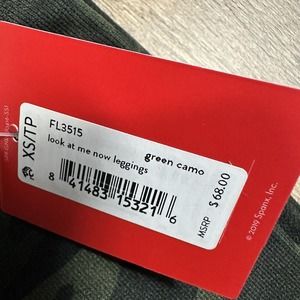 XS/TP
FL3515
look at me now leggings
green camo
8 41483 15321 6
MSRP $68.00
©2019 Spanx, Inc.